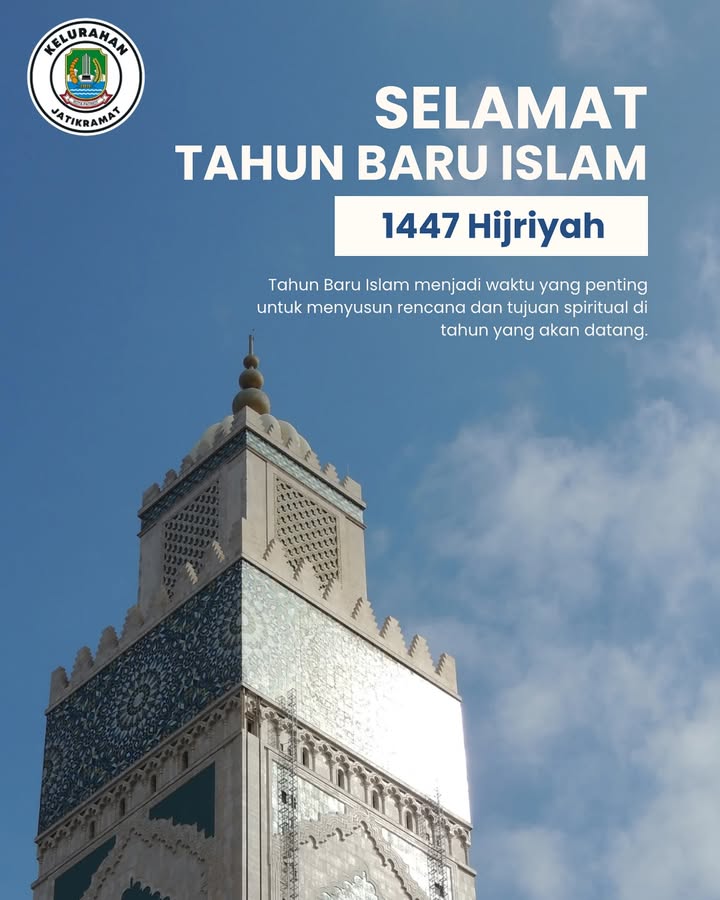 KELURAHAN
JATIKRAMAT
SELAMAT
TAHUN BARU ISLAM
1447 Hijriyah
Tahun Baru Islam menjadi waktu yang penting
untuk menyusun rencana dan tujuan spiritual di
tahun yang akan datang.